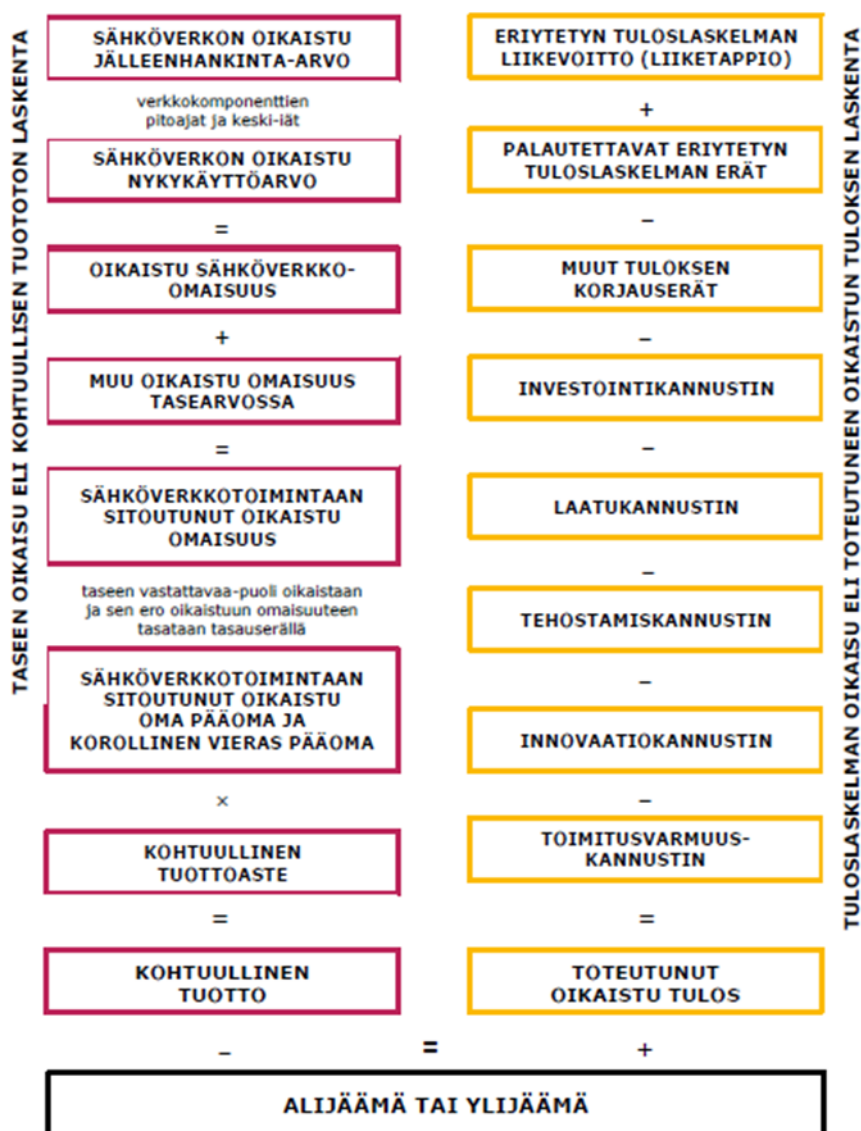 TASEEN OIKAISU ELI KOHTUULLISEN TUOTOTON LASKENTA
SÄHKÖVERKON OIKAISTU
JÄLLEENHANKINTA-ARVO
verkkokomponenttien
pitoajat ja keski-iät
SÄHKÖVERKON OIKAISTU
NYKYKÄYTTÖARVO
=
OIKAISTU SÄHKÖVERKKO-
OMAISUUS
+
MUU OIKAISTU OMAISUUS
TASEARVOSSA
=
SÄHKÖVERKKOTOIMINTAAN
SITOUTUNUT OIKAISTU
OMAISUUS
taseen vastattavaa-puoli oikaistaan
ja sen ero oikaistuun omaisuuteen
tasataan tasauserällä
SÄHKÖVERKKOTOIMINTAAN
SITOUTUNUT OIKAISTU
OMA PÄÄOMA JA
KOROLLINEN VIERAS PÄÄOMA
×
KOHTUULLINEN
TUOTTOASTE
=
KOHTUULLINEN
TUOTTO
ERIYTETYN TULOSLASKELMAN
LIIKEVOITTO (LIIKETAPPIO)
+
PALAUTETTAVAT ERIYTETYN
TULOSLASKELMAN ERÄT
–
MUUT TULOKSEN
KORJAUSERÄT
–
INVESTOINTIKANNUSTIN
–
LAATUKANNUSTIN
–
TEHOSTAMISKANNUSTIN
–
INNOVAATIOKANNUSTIN
–
TOIMITUSVARMUUS-
KANNUSTIN
=
TOTEUTUNUT
OIKAISTU TULOS
TULOSLASKELMAN OIKAISU ELI TOTEUTUNEEN OIKAISTUN TULOKSEN LASKENTA
– = +
ALIJÄÄMÄ TAI YLIJÄÄMÄ